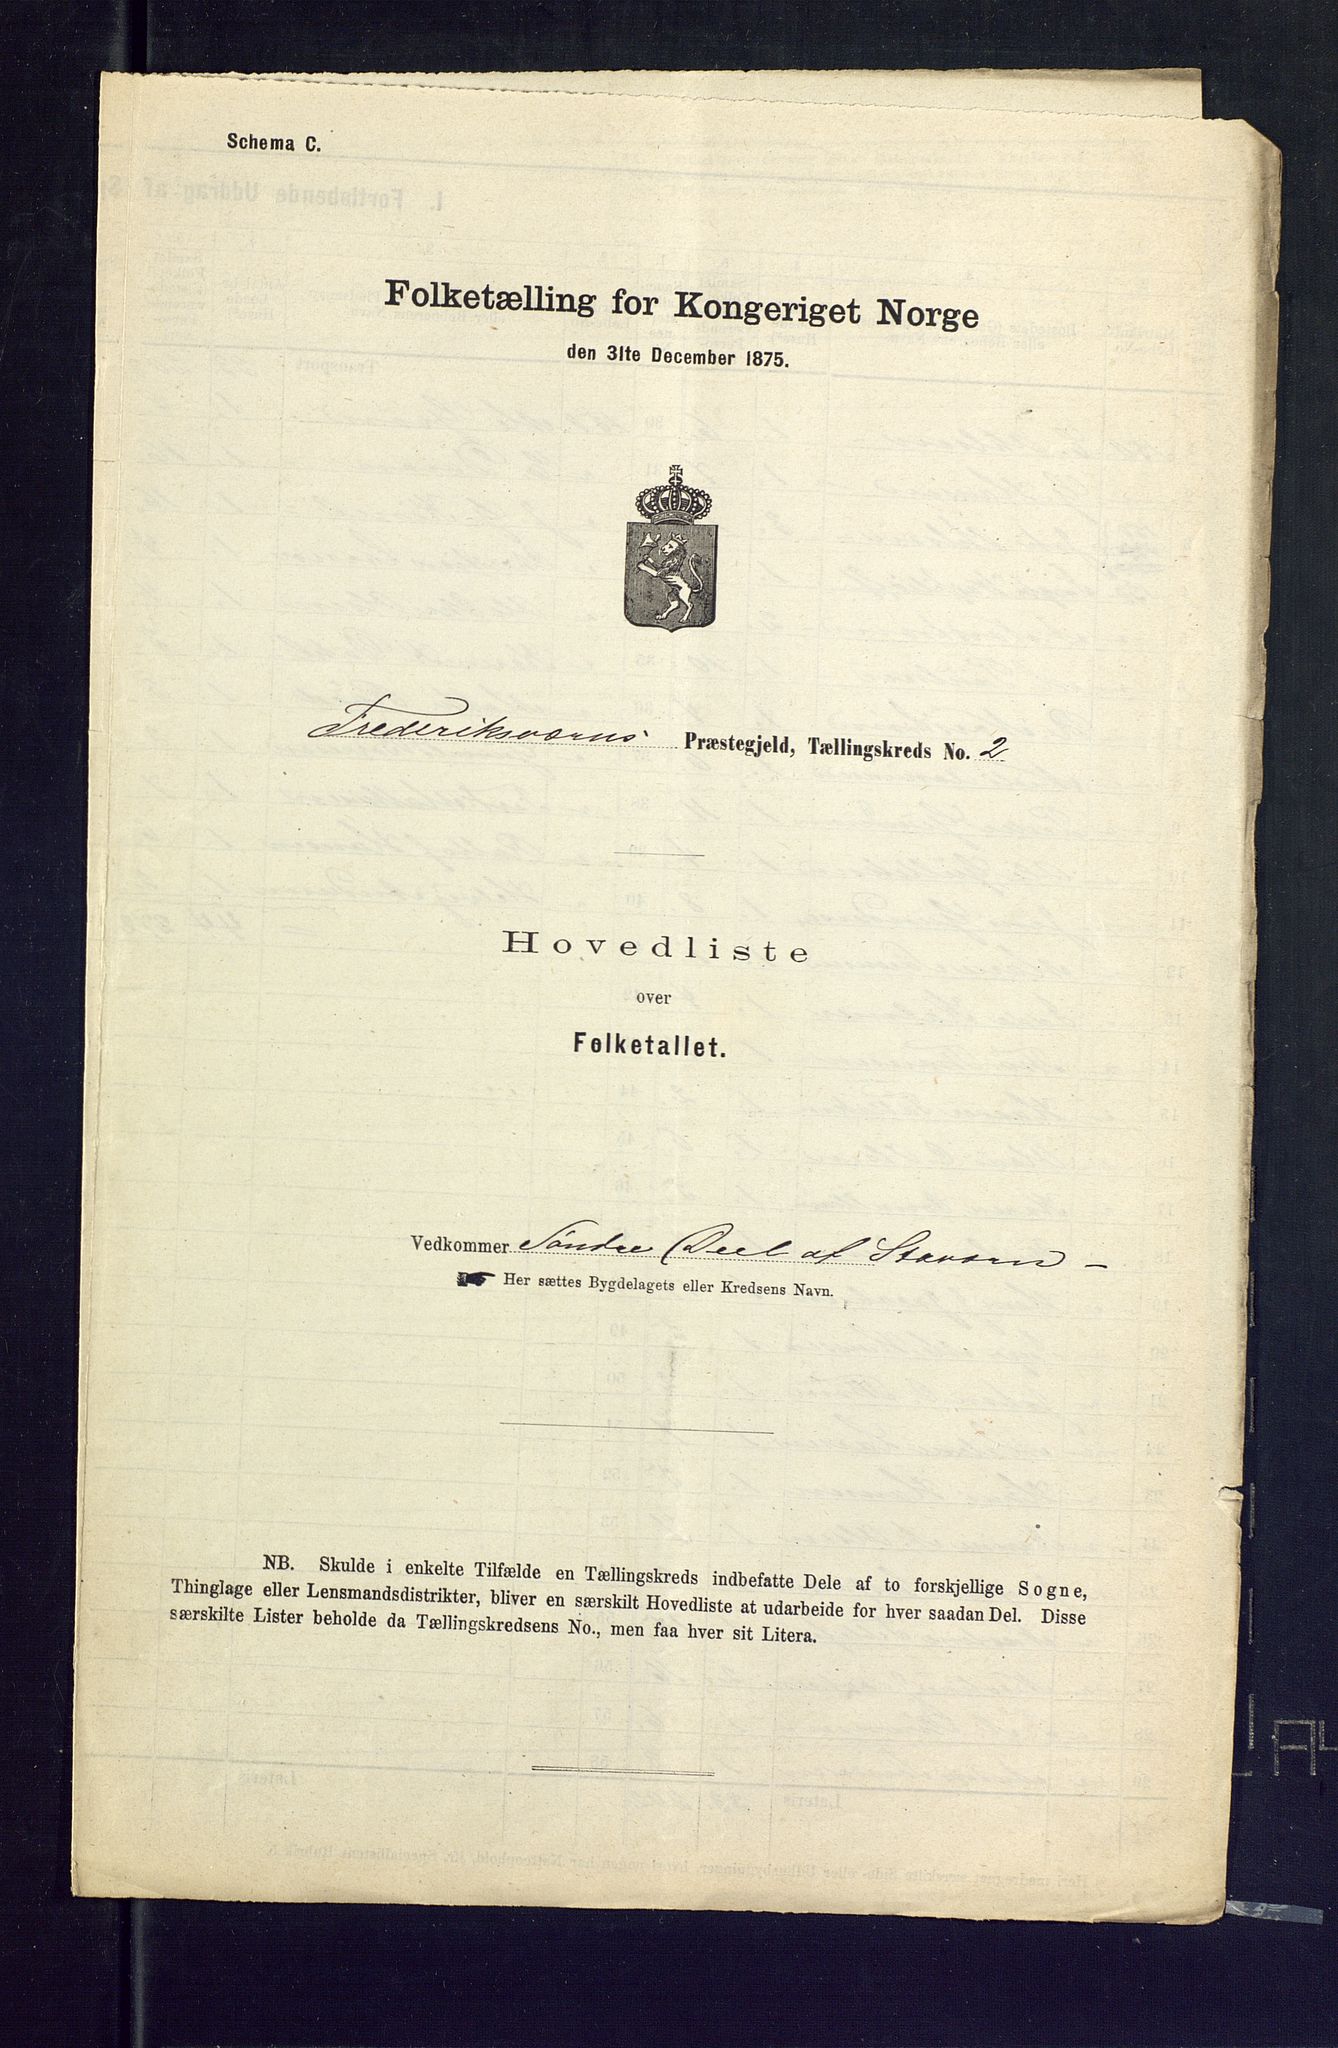 Schema C.
Folketælling for Kongeriget Norge
den 31te December 1875.
Frederiksværns Præstegjeld, Tællingskreds No. 2
Hovedliste
over
Folketallet.
Vedkommer Søndre Deel af Staværn –
Her sættes Bygdelagets eller Kredsens Navn.
NB. Skulde i enkelte Tilfælde en Tællingskreds indbefatte Dele af to forskjellige Sogne,
Thinglage eller Lensmandsdistrikter, bliver en særskilt Hovedliste at udarbeide for hver saadan Del. Disse
særskilte Lister beholde da Tællingskredsens No., men faa hver sit Litera.